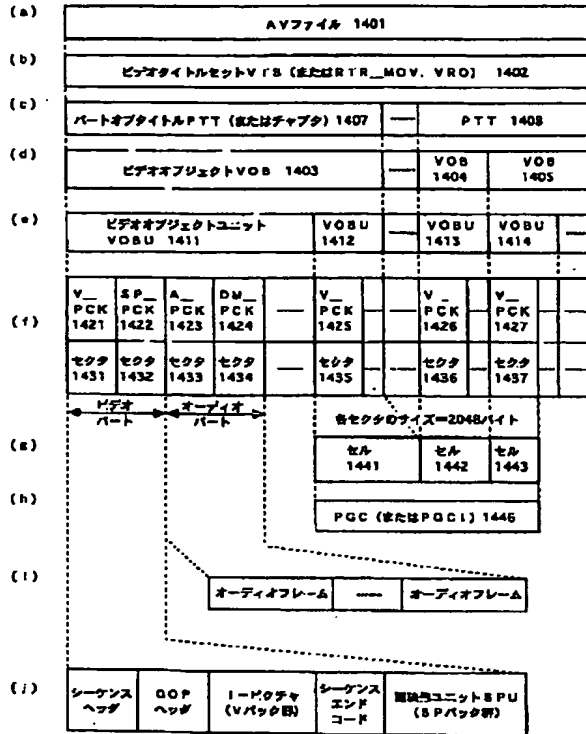 (a)
AVファイル 1401
(b)
ビデオタイトルセットVTS (またはRTR_MOV. VRO) 1402
(c)
パートオブタイトルPTT (またはチャプタ) 1407
PTT 1408
(d)
ビデオオブジェクトVOB 1403
VOB
1404
VOB
1405
(e)
ビデオオブジェクトユニット
VOBU 1411
VOBU
1412
VOBU
1413
VOBU
1414
(f)
V_
PCK
1421
SP_
PCK
1422
A_
PCK
1423
DM_
PCK
1424
V_
PCK
1425
V_
PCK
1426
V_
PCK
1427
セクタ
1431
セクタ
1432
セクタ
1433
セクタ
1434
セクタ
1435
セクタ
1436
セクタ
1437
ビデオ
パート
オーディオ
パート
各セクタのサイズ=2048バイト
(g)
セル
1441
セル
1442
セル
1443
(h)
PGC (またはPGCI) 1446
(i)
オーディオフレーム
オーディオフレーム
(j)
シーケンス
ヘッダ
GOP
ヘッダ
I-ピクチャ
(Vパック群)
シーケンス
エンド
コード
副映像ユニットSPU
(SPパック群)